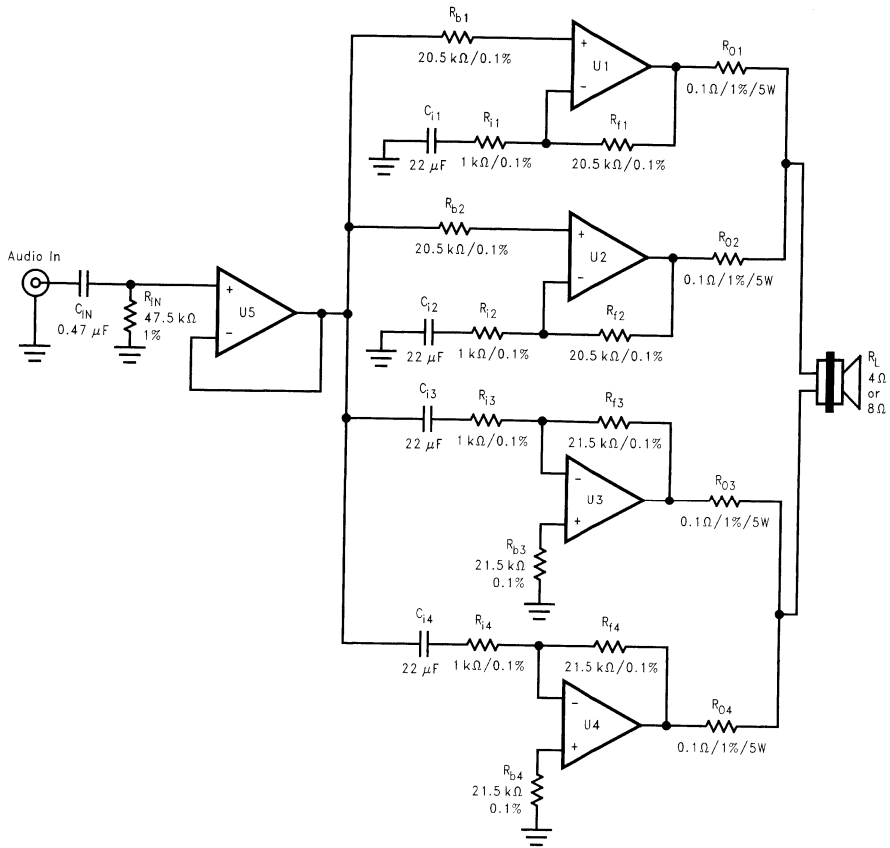 R_b1
20.5 kΩ/0.1%
+
U1
−
R_O1
0.1Ω/1%/5W
C_i1
22 μF
R_i1
1 kΩ/0.1%
R_f1
20.5 kΩ/0.1%
R_b2
20.5 kΩ/0.1%
+
U2
−
R_O2
0.1Ω/1%/5W
Audio In
C_IN
0.47 μF
R_IN
47.5 kΩ
1%
+
U5
−
C_i2
22 μF
R_i2
1 kΩ/0.1%
R_f2
20.5 kΩ/0.1%
R_L
4Ω
or
8Ω
C_i3
22 μF
R_i3
1 kΩ/0.1%
R_f3
21.5 kΩ/0.1%
−
U3
+
R_O3
0.1Ω/1%/5W
R_b3
21.5 kΩ
0.1%
C_i4
22 μF
R_i4
1 kΩ/0.1%
R_f4
21.5 kΩ/0.1%
−
U4
+
R_O4
0.1Ω/1%/5W
R_b4
21.5 kΩ
0.1%